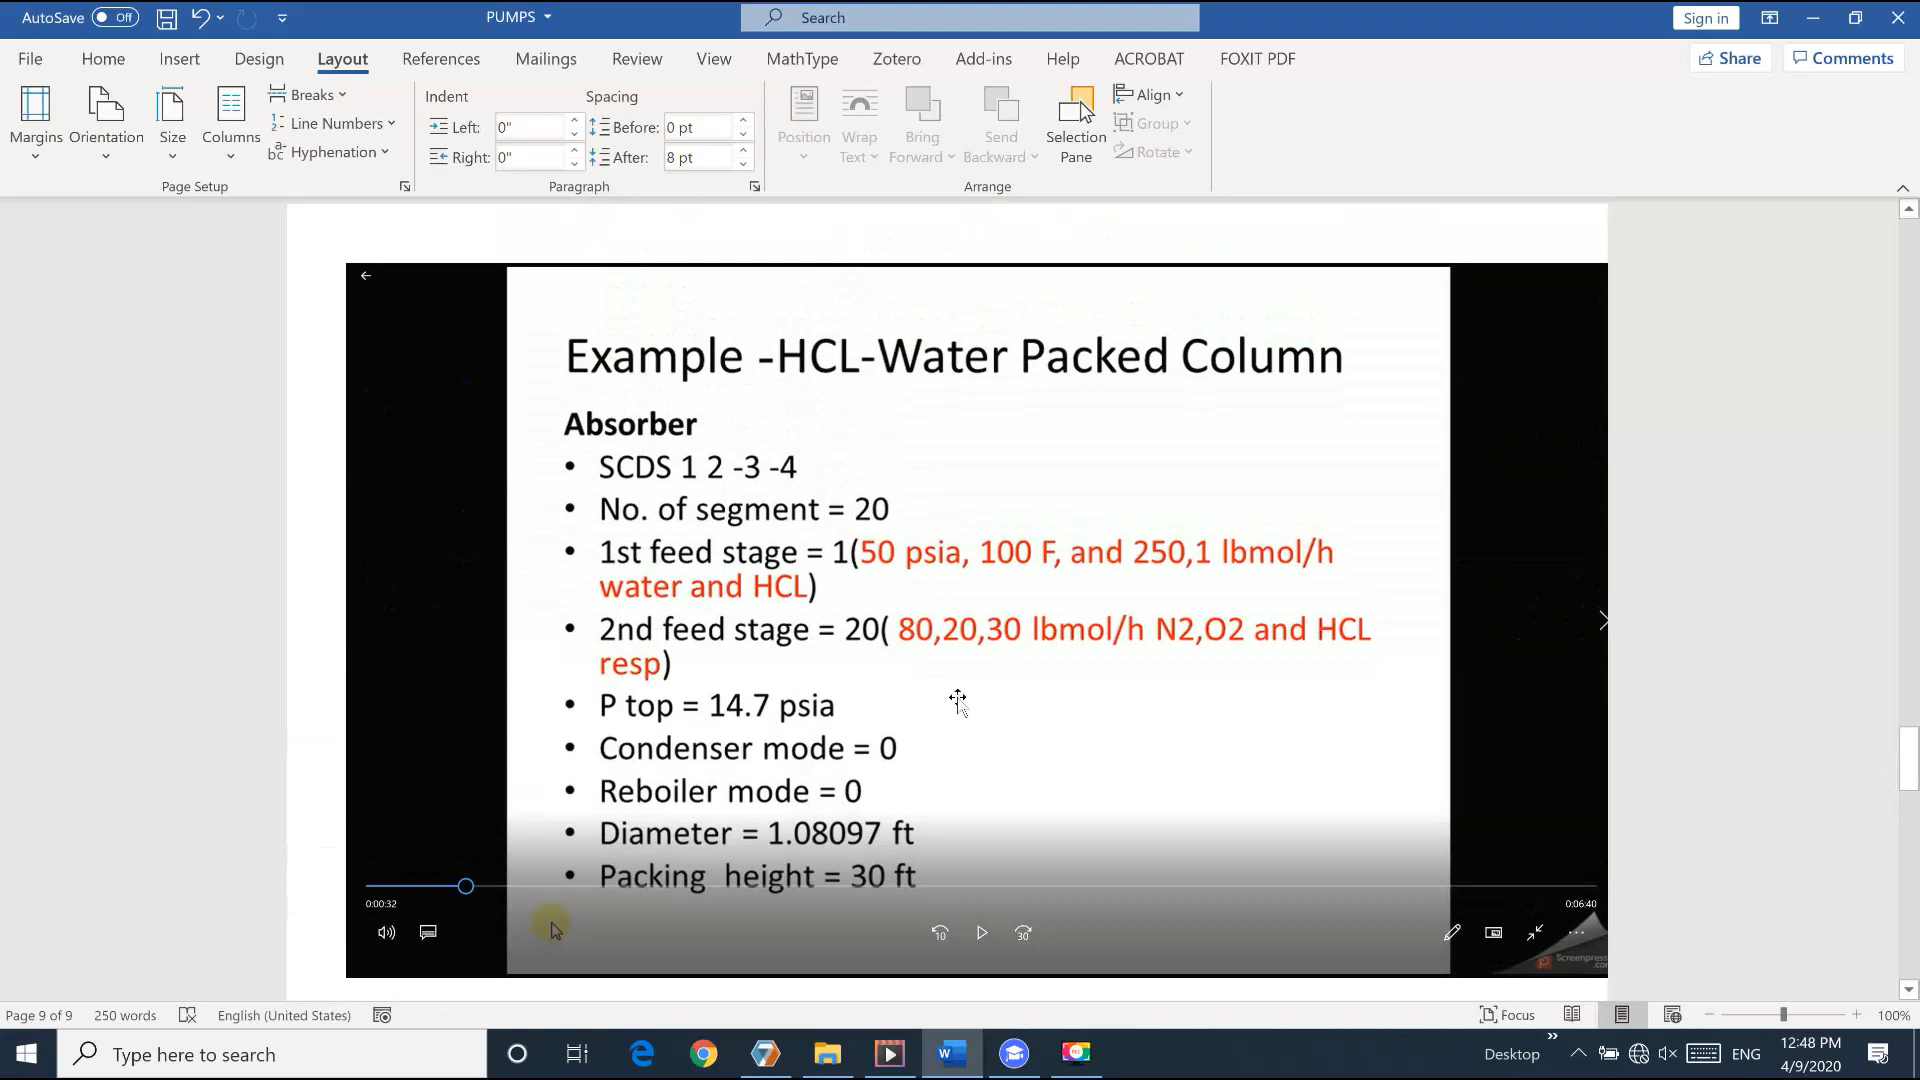 AutoSave Off PUMPS Search Sign in
File Home Insert Design Layout References Mailings Review View MathType Zotero Add-ins Help ACROBAT FOXIT PDF Share Comments
Margins Orientation Size Columns
Breaks
Line Numbers
Hyphenation
Page Setup
Indent Spacing
Left: 0" Before: 0 pt
Right: 0" After: 8 pt
Paragraph
Position Wrap Text Bring Forward Send Backward Selection Pane
Align
Group
Rotate
Arrange
Example -HCL-Water Packed Column
Absorber
• SCDS 1 2 -3 -4
• No. of segment = 20
• 1st feed stage = 1(50 psia, 100 F, and 250,1 lbmol/h
water and HCL)
• 2nd feed stage = 20( 80,20,30 lbmol/h N2,O2 and HCL
resp)
• P top = 14.7 psia
• Condenser mode = 0
• Reboiler mode = 0
• Diameter = 1.08097 ft
• Packing height = 30 ft
0:00:32 0:06:40
10 30
Screenpress
.com
Page 9 of 9 250 words English (United States) Focus 100%
Type here to search Desktop ENG 12:48 PM
4/9/2020